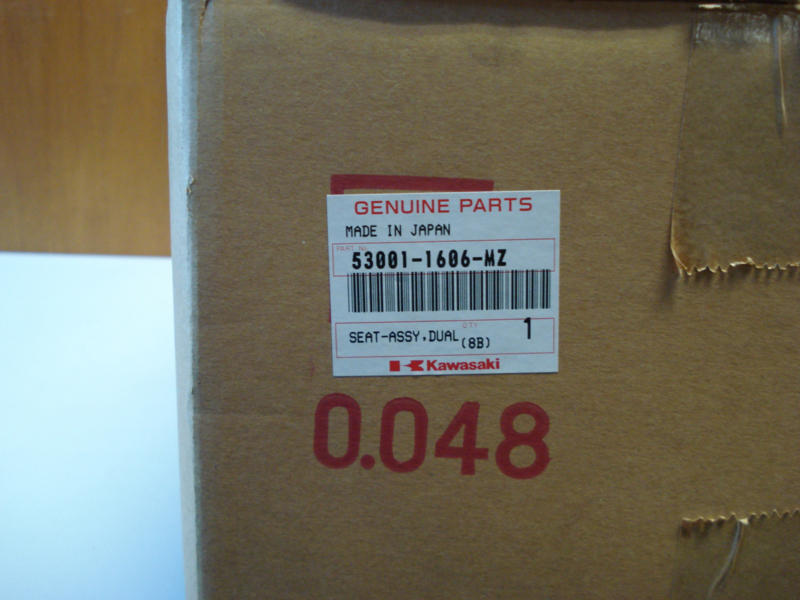 GENUINE PARTS
MADE IN JAPAN
PART No.
53001-1606-MZ
QTY
SEAT-ASSY,DUAL (8B) 1
Kawasaki
0.048